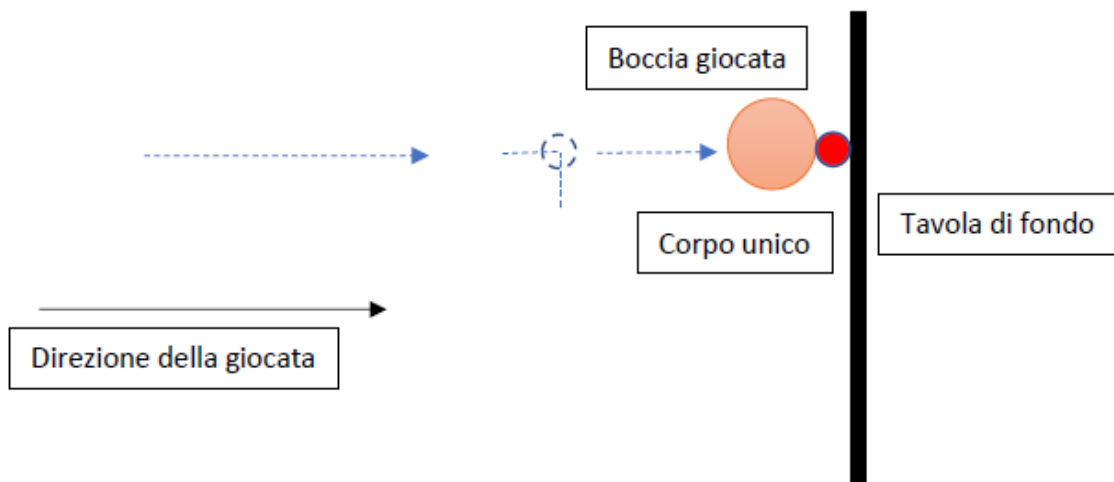 Boccia giocata
Corpo unico
Tavola di fondo
Direzione della giocata